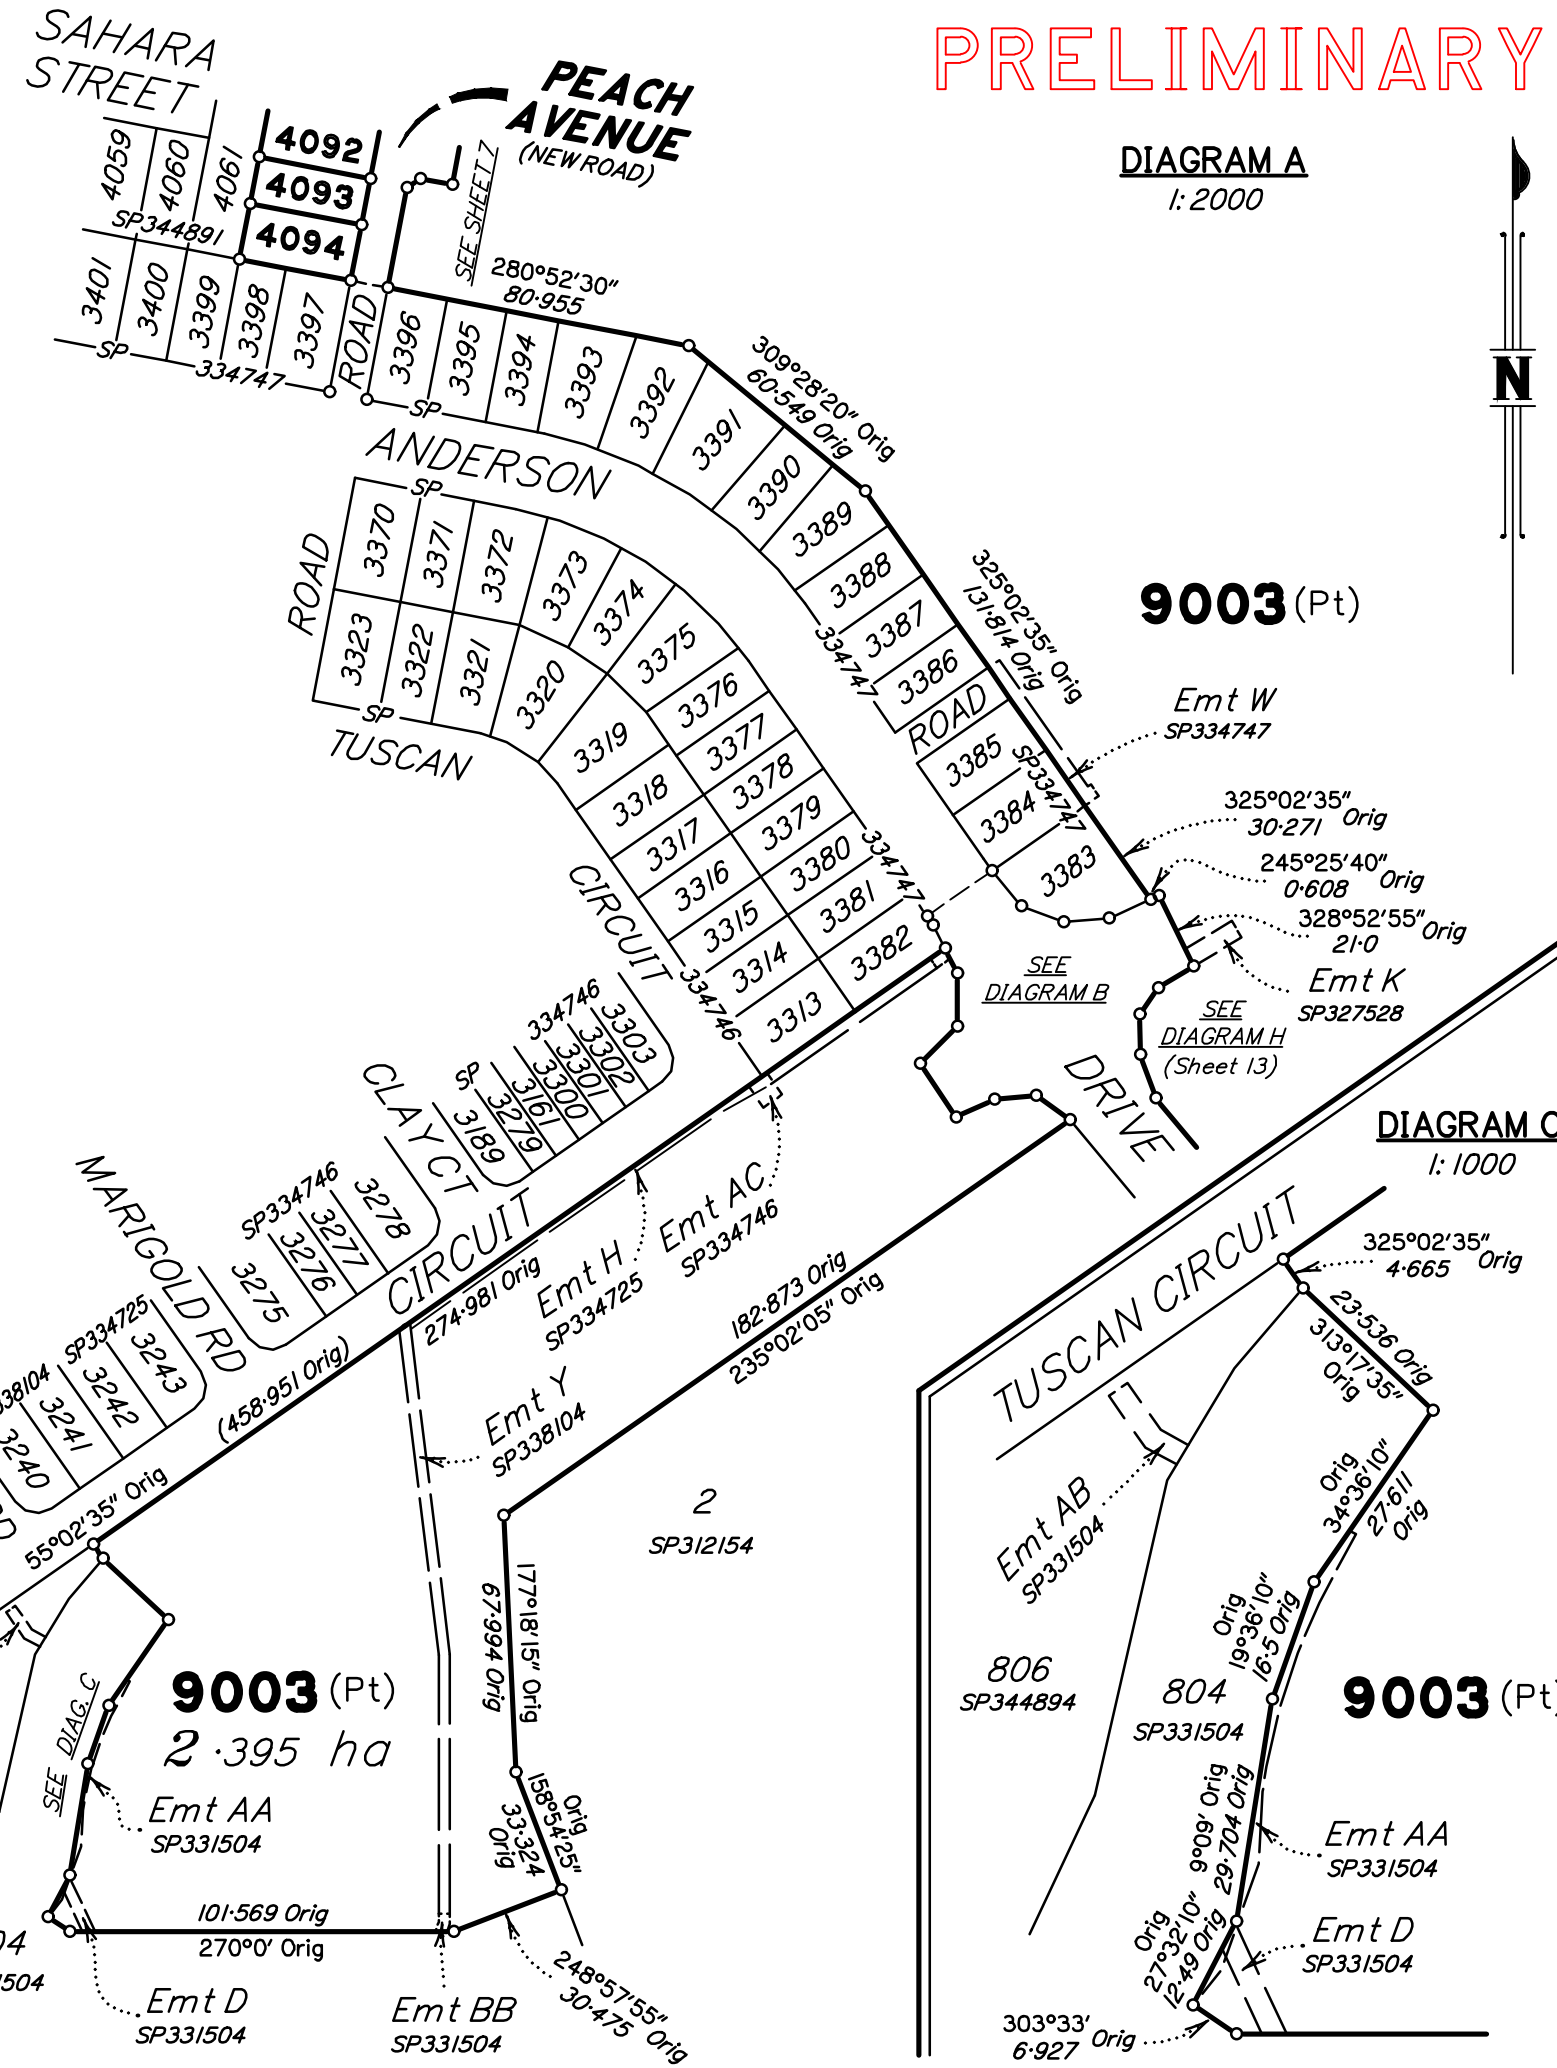 PRELIMINARY
SAHARA
STREET
PEACH
AVENUE
(NEW ROAD)
SEE SHEET 7
DIAGRAM A
1:2000
N
4092
4093
4094
4059
4060
4061
SP344891
3401
3400
3399
3398
3397
ROAD
SP
334747
280°52'30"
80·955
3396
3395
3394
3393
3392
3391
3390
3389
3388
3387
3386
ROAD
3385
3384
3383
309°28'20" Orig
60·549 Orig
325°02'35" Orig
131·814 Orig
SP
ANDERSON
SP
334747
SP334747
334747
ROAD
3370
3371
3372
3373
3374
3375
3376
3377
3378
3379
3380
3381
3382
3323
3322
3321
3320
3319
3318
3317
3316
3315
3314
3313
SP
TUSCAN
CIRCUIT
334746
9003 (Pt)
Emt W
SP334747
325°02'35" Orig
30·271
245°25'40" Orig
0·608
328°52'55" Orig
21·0
Emt K
SP327528
SEE
DIAGRAM B
SEE
DIAGRAM H
(Sheet 13)
DRIVE
334746
SP
3303
3302
3301
3300
3161
3279
3189
CLAY CT
SP334746
3278
3277
3276
3275
MARIGOLD RD
SP334725
3243
3242
3241
3240
38104
CIRCUIT
274·981 Orig
(458·951 Orig)
55°02'35" Orig
Emt AC
SP334746
Emt H
SP334725
Emt Y
SP338104
182·873 Orig
235°02'05" Orig
2
SP312154
177°18'15" Orig
67·994 Orig
158°54'25"
Orig
33·324
Orig
9003 (Pt)
2·395 ha
SEE DIAG. C
Emt AA
SP331504
101·569 Orig
270°0' Orig
04
504
Emt D
SP331504
Emt BB
SP331504
248°57'55"
30·475 Orig
DIAGRAM C
1:1000
TUSCAN CIRCUIT
325°02'35" Orig
4·665
23·536 Orig
313°17'35"
Orig
Orig
34°36'10"
27·611
Orig
Emt AB
SP331504
Orig
19°36'10"
16·5 Orig
806
SP344894
804
SP331504
9003 (Pt)
9°09' Orig
29·704 Orig
Emt AA
SP331504
Orig
27°32'10"
12·49 Orig
Emt D
SP331504
303°33' Orig
6·927